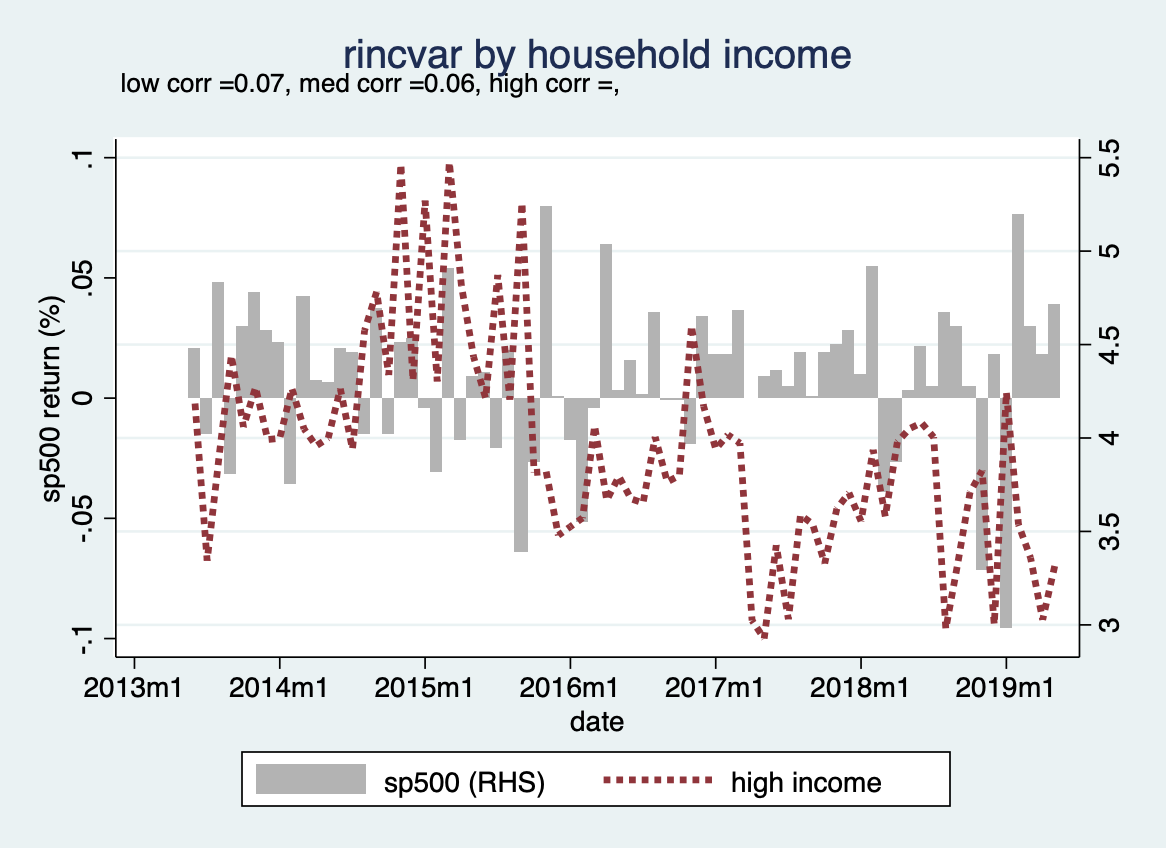 rincvar by household income
low corr =0.07, med corr =0.06, high corr =,
.1
.05
0
-.05
-.1
sp500 return (%)
5.5
5
4.5
4
3.5
3
2013m1 2014m1 2015m1 2016m1 2017m1 2018m1 2019m1
date
sp500 (RHS) high income